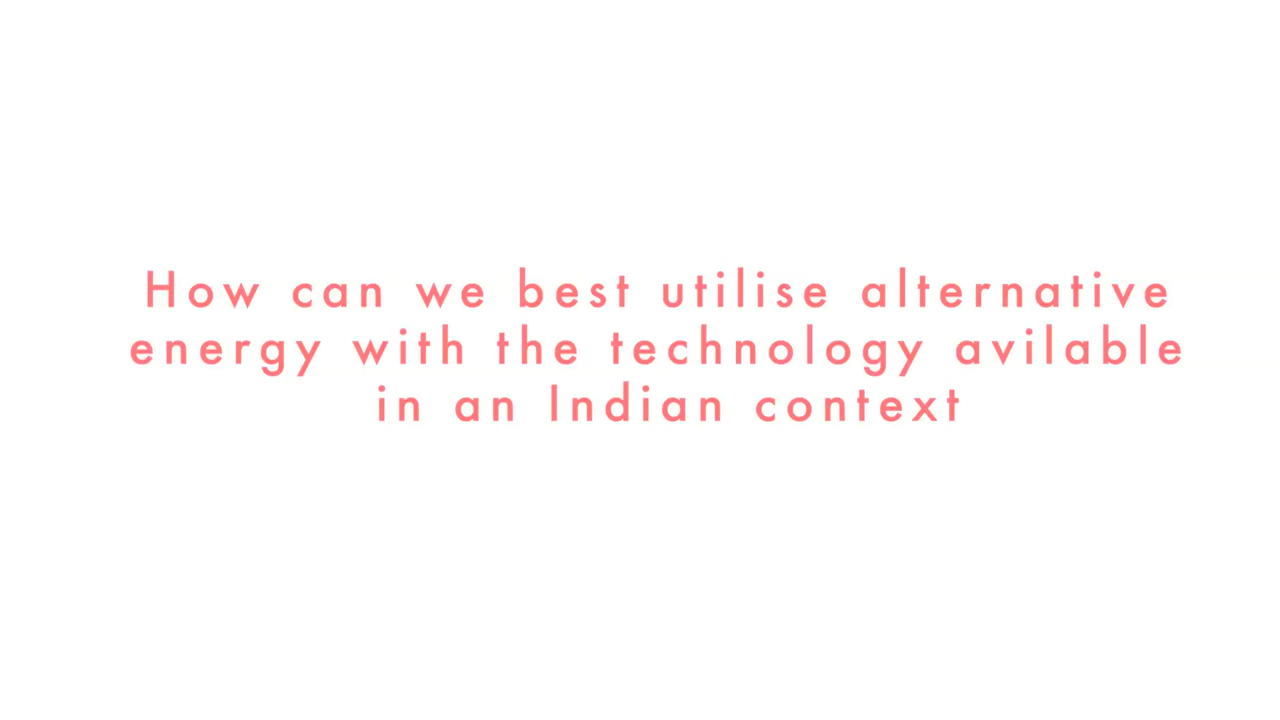 How can we best utilise alternative
energy with the technology avilable
in an Indian context